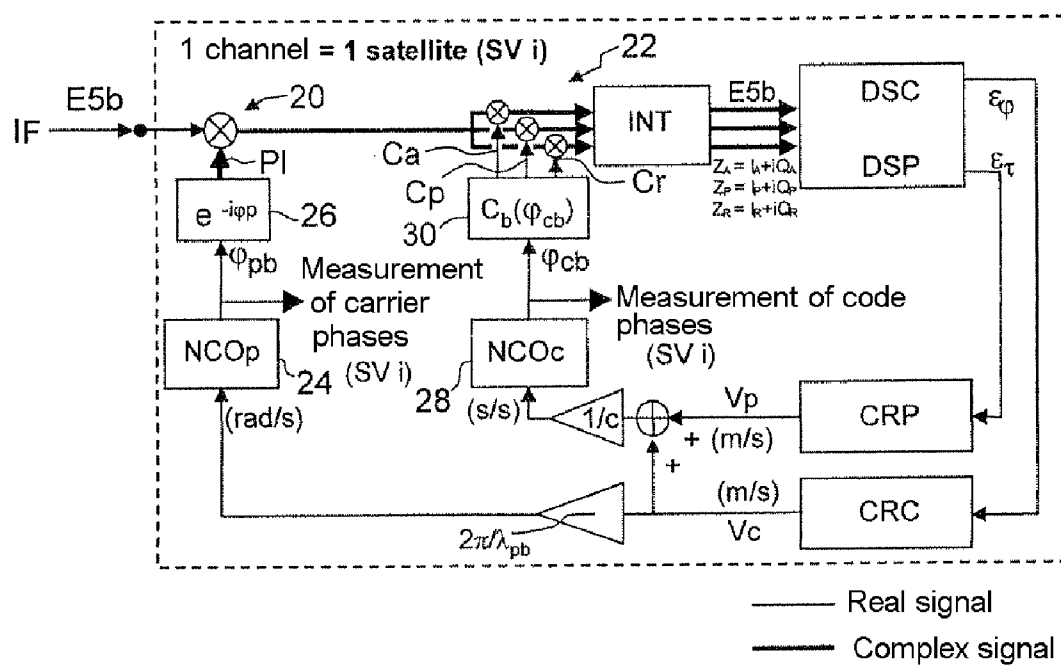 1 channel = 1 satellite (SV i)
22
E5b
20
IF
PI
e -iφp
26
φpb
Ca
Cp
Cr
30
Cb(φcb)
φcb
INT
E5b
ZA = IA+iQA
ZP = IP+iQP
ZR = IR+iQR
DSC
DSP
εφ
ετ
Measurement
of carrier
phases
(SV i)
Measurement of code
phases
(SV i)
NCOp
24
(rad/s)
NCOc
28
(s/s)
1/c
+
+
Vp
(m/s)
CRP
(m/s)
Vc
CRC
2π/λpb
Real signal
Complex signal